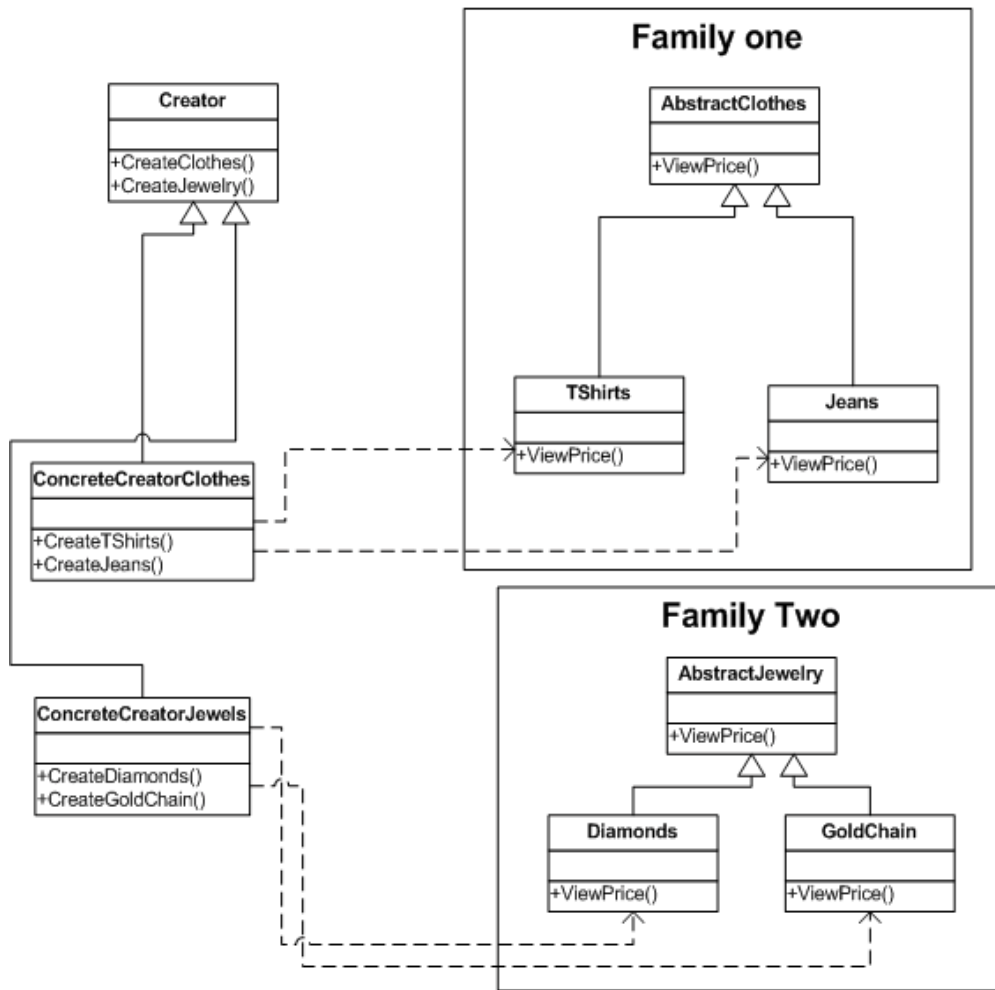 Family one
Creator
+CreateClothes()
+CreateJewelry()
AbstractClothes
+ViewPrice()
TShirts
+ViewPrice()
Jeans
+ViewPrice()
ConcreteCreatorClothes
+CreateTShirts()
+CreateJeans()
Family Two
AbstractJewelry
+ViewPrice()
ConcreteCreatorJewels
+CreateDiamonds()
+CreateGoldChain()
Diamonds
+ViewPrice()
GoldChain
+ViewPrice()